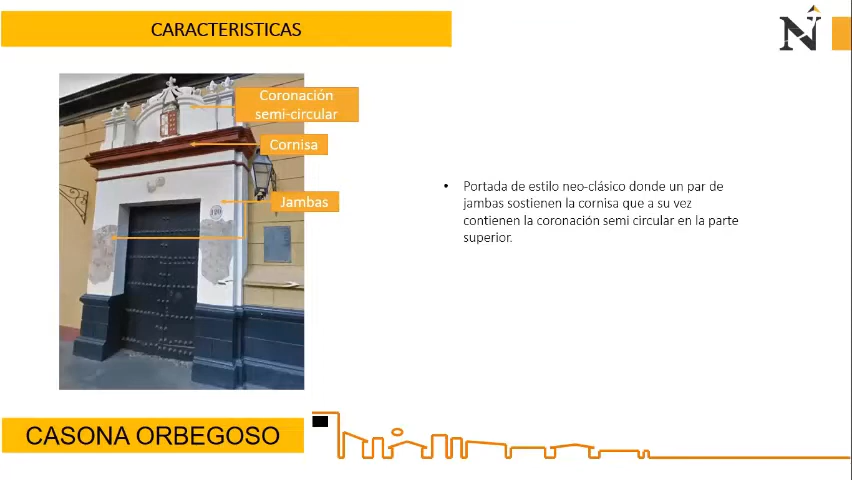 CARACTERISTICAS
N
Coronación
semi-circular
Cornisa
Jambas
• Portada de estilo neo-clásico donde un par de
jambas sostienen la cornisa que a su vez
contienen la coronación semi circular en la parte
superior.
CASONA ORBEGOSO